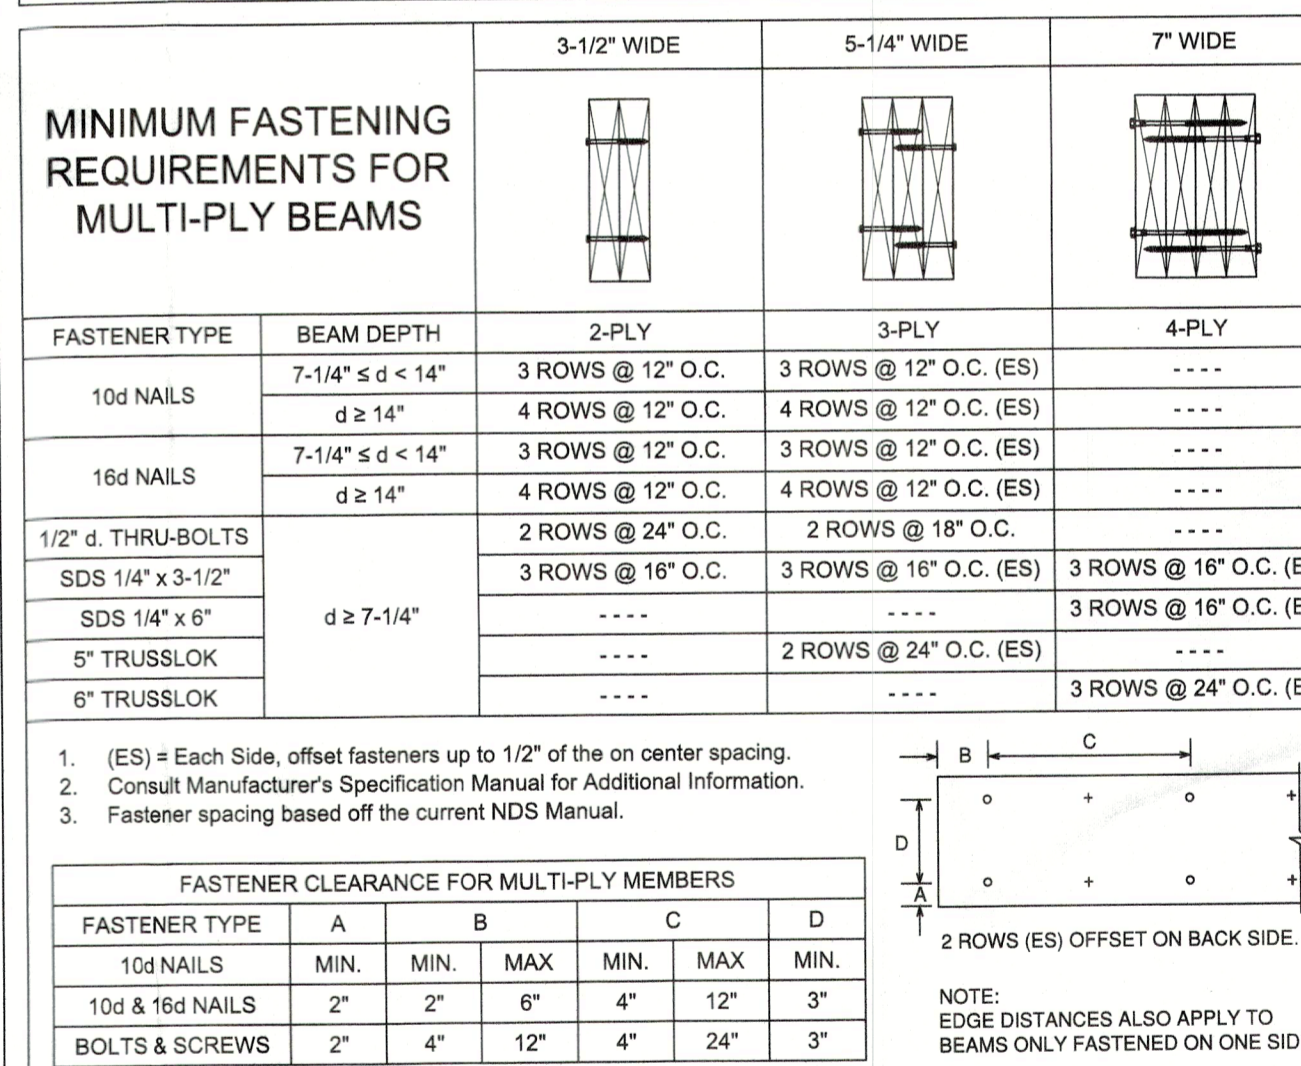 3-1/2" WIDE 5-1/4" WIDE 7" WIDE
MINIMUM FASTENING
REQUIREMENTS FOR
MULTI-PLY BEAMS
FASTENER TYPE BEAM DEPTH 2-PLY 3-PLY 4-PLY
10d NAILS
7-1/4" ≤ d < 14" 3 ROWS @ 12" O.C. 3 ROWS @ 12" O.C. (ES) ----
d ≥ 14" 4 ROWS @ 12" O.C. 4 ROWS @ 12" O.C. (ES) ----
16d NAILS
7-1/4" ≤ d < 14" 3 ROWS @ 12" O.C. 3 ROWS @ 12" O.C. (ES) ----
d ≥ 14" 4 ROWS @ 12" O.C. 4 ROWS @ 12" O.C. (ES) ----
1/2" d. THRU-BOLTS 2 ROWS @ 24" O.C. 2 ROWS @ 18" O.C. ----
SDS 1/4" x 3-1/2" 3 ROWS @ 16" O.C. 3 ROWS @ 16" O.C. (ES) 3 ROWS @ 16" O.C. (E
SDS 1/4" x 6" d ≥ 7-1/4" ---- ---- 3 ROWS @ 16" O.C. (E
5" TRUSSLOK ---- 2 ROWS @ 24" O.C. (ES) ----
6" TRUSSLOK ---- ---- 3 ROWS @ 24" O.C. (E
1. (ES) = Each Side, offset fasteners up to 1/2" of the on center spacing.
2. Consult Manufacturer's Specification Manual for Additional Information.
3. Fastener spacing based off the current NDS Manual.
FASTENER CLEARANCE FOR MULTI-PLY MEMBERS
FASTENER TYPE A B C D
10d NAILS MIN. MIN. MAX MIN. MAX MIN.
10d & 16d NAILS 2" 2" 6" 4" 12" 3"
BOLTS & SCREWS 2" 4" 12" 4" 24" 3"
B C
D
A
2 ROWS (ES) OFFSET ON BACK SIDE.
NOTE:
EDGE DISTANCES ALSO APPLY TO
BEAMS ONLY FASTENED ON ONE SID